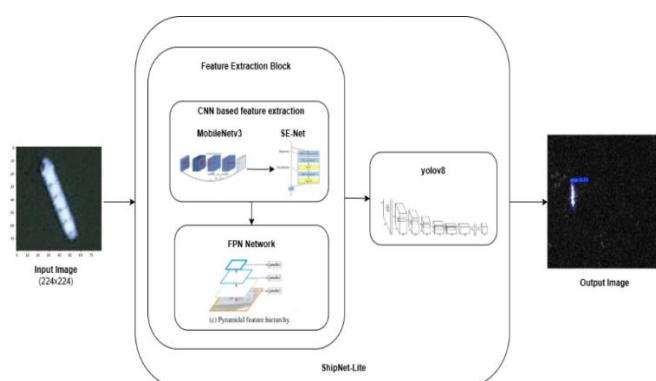 Feature Extraction Block
CNN based feature extraction
MobileNetv3
SE-Net
yolov8
FPN Network
(c) Pyramidal feature hierarchy
Input Image
(224x224)
Output Image
ShipNet-Lite